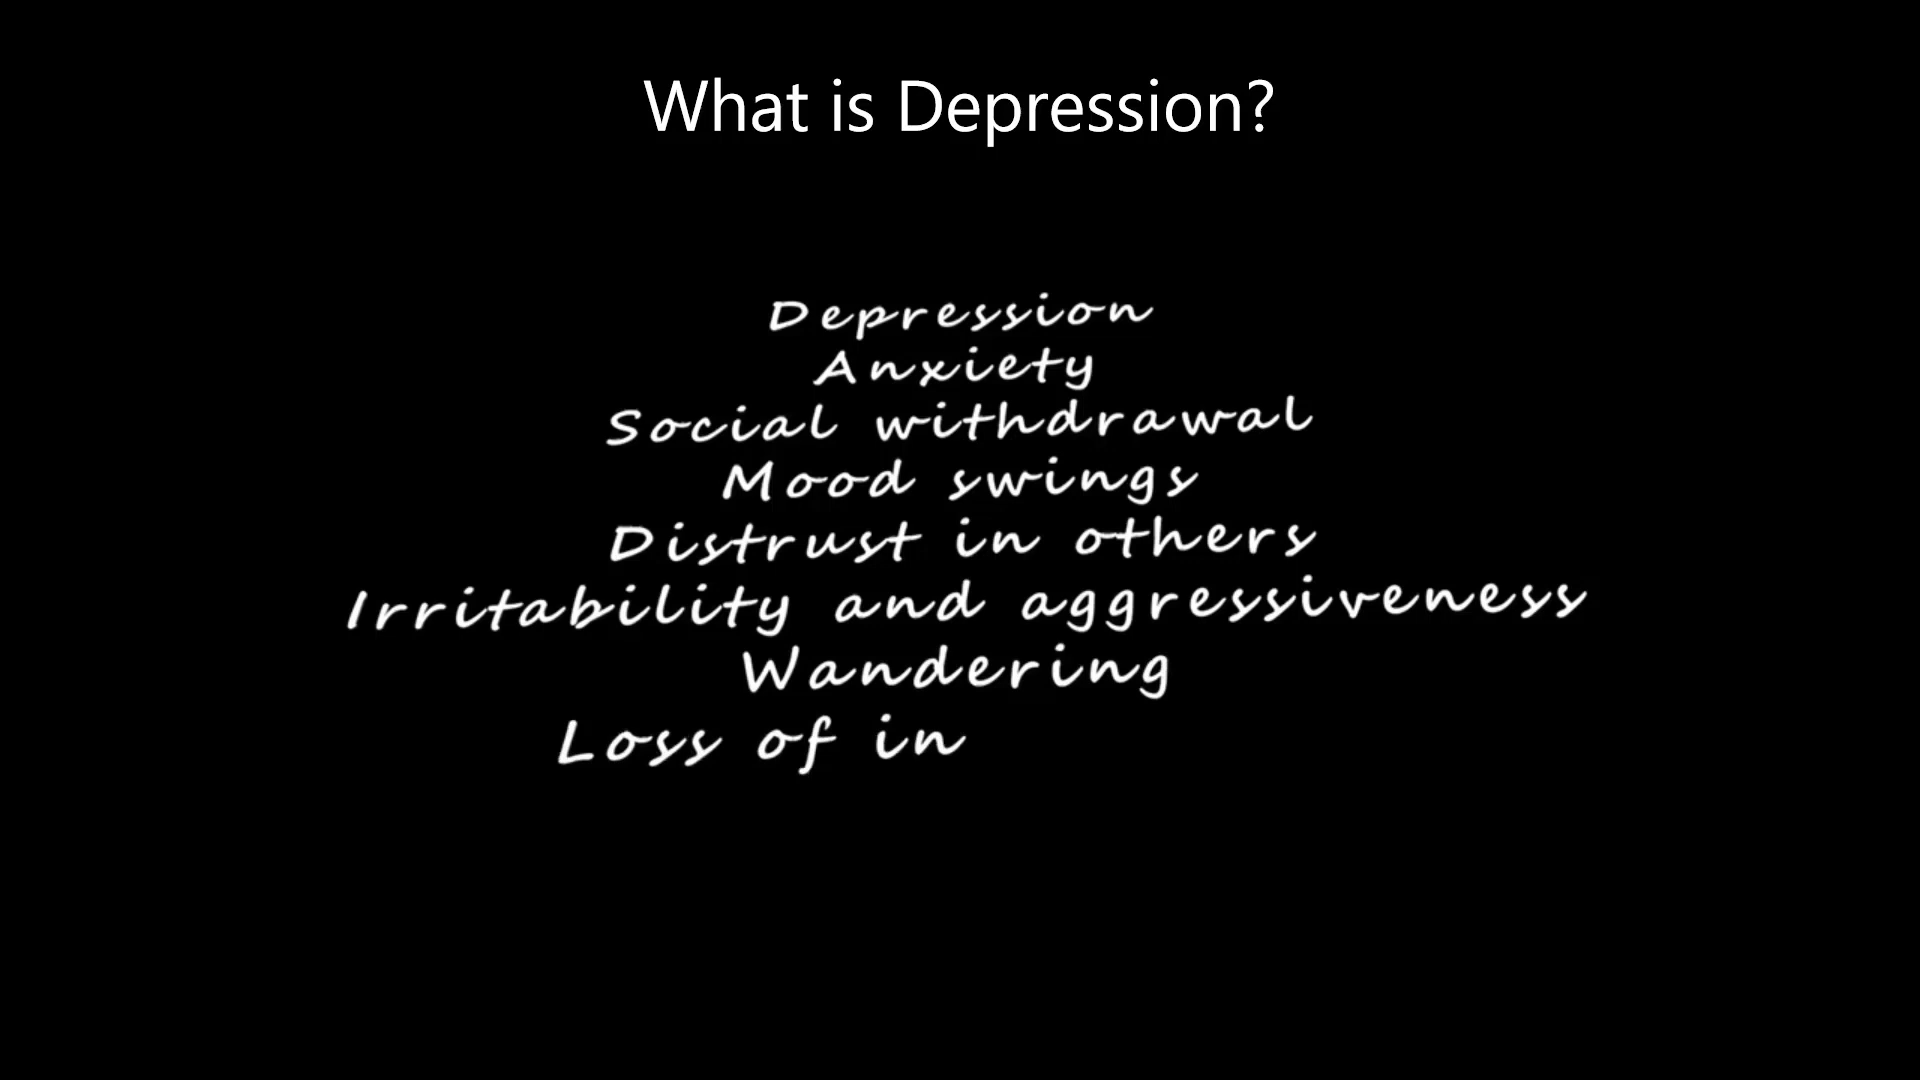 What is Depression?
Depression
Anxiety
Social withdrawal
Mood swings
Distrust in others
Irritability and aggressiveness
Wandering
Loss of in